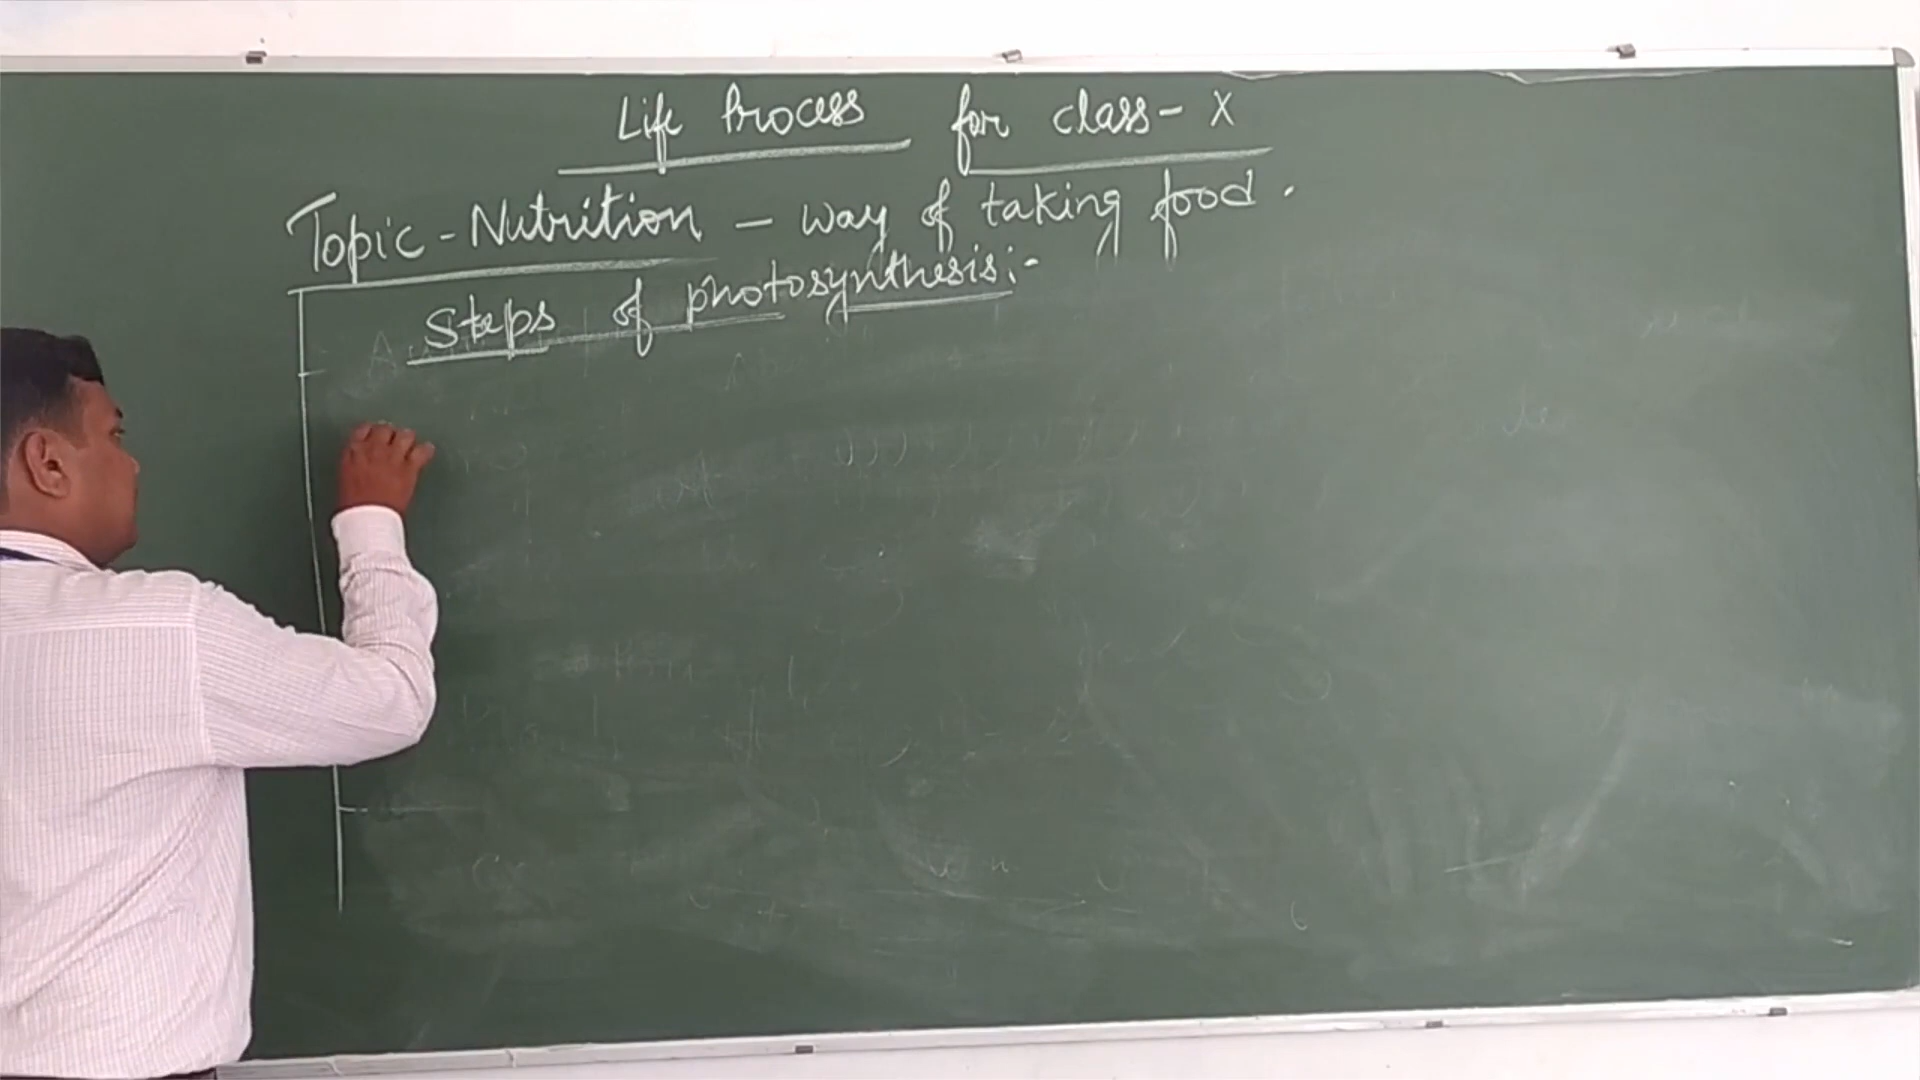 Life Process for class - X
Topic - Nutrition - way of taking food.
Steps of photosynthesis:-